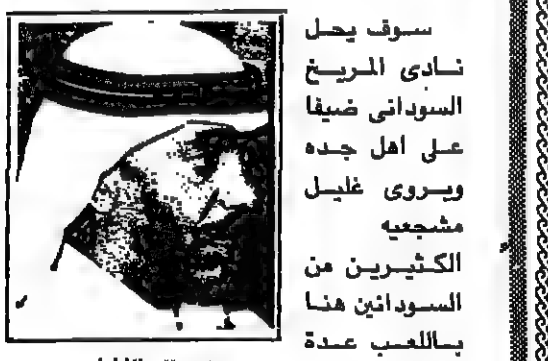 سوف يحل
نادى المريخ
السودانى ضيفا
على اهل جده
ويروى غليل
مشجعيه
الكثيرين من
السودانين هنا
باللعب عدة